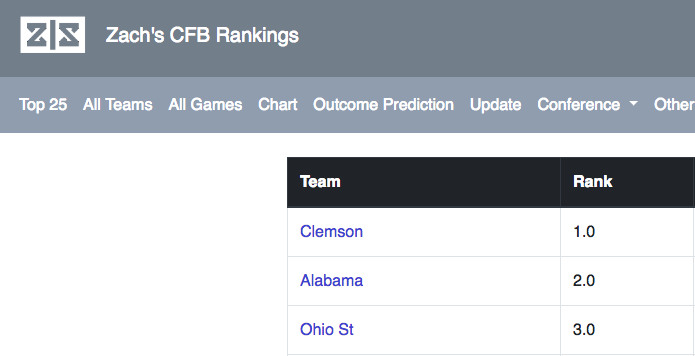 Z|S Zach's CFB Rankings
Top 25 All Teams All Games Chart Outcome Prediction Update Conference Other
Team Rank
Clemson 1.0
Alabama 2.0
Ohio St 3.0